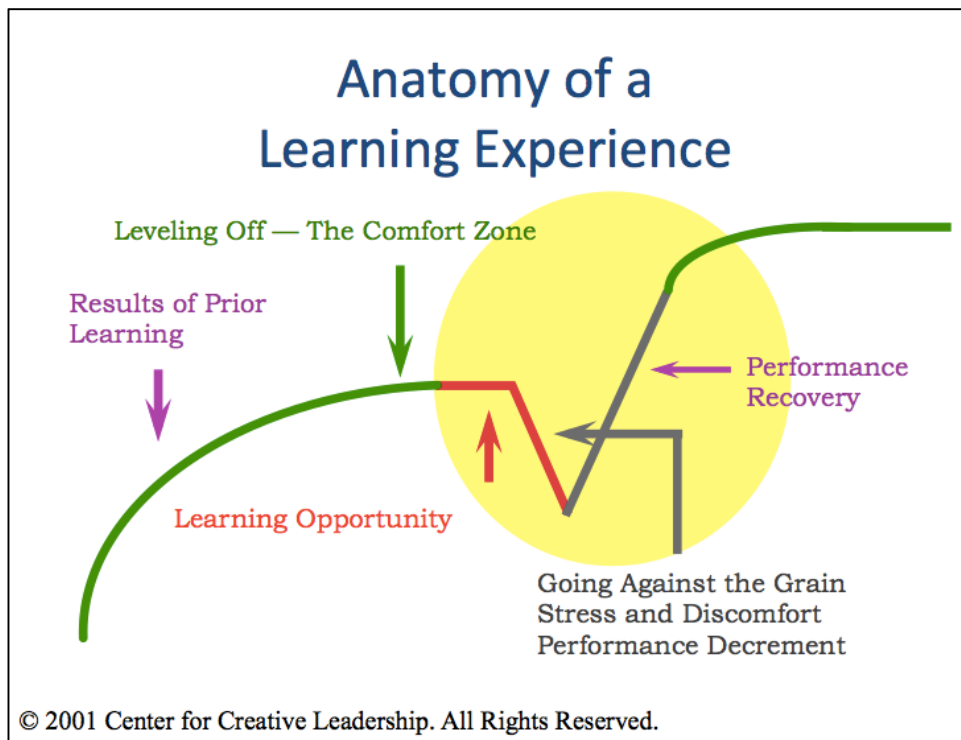 Anatomy of a
Learning Experience
Leveling Off — The Comfort Zone
Results of Prior
Learning
Performance
Recovery
Learning Opportunity
Going Against the Grain
Stress and Discomfort
Performance Decrement
© 2001 Center for Creative Leadership. All Rights Reserved.